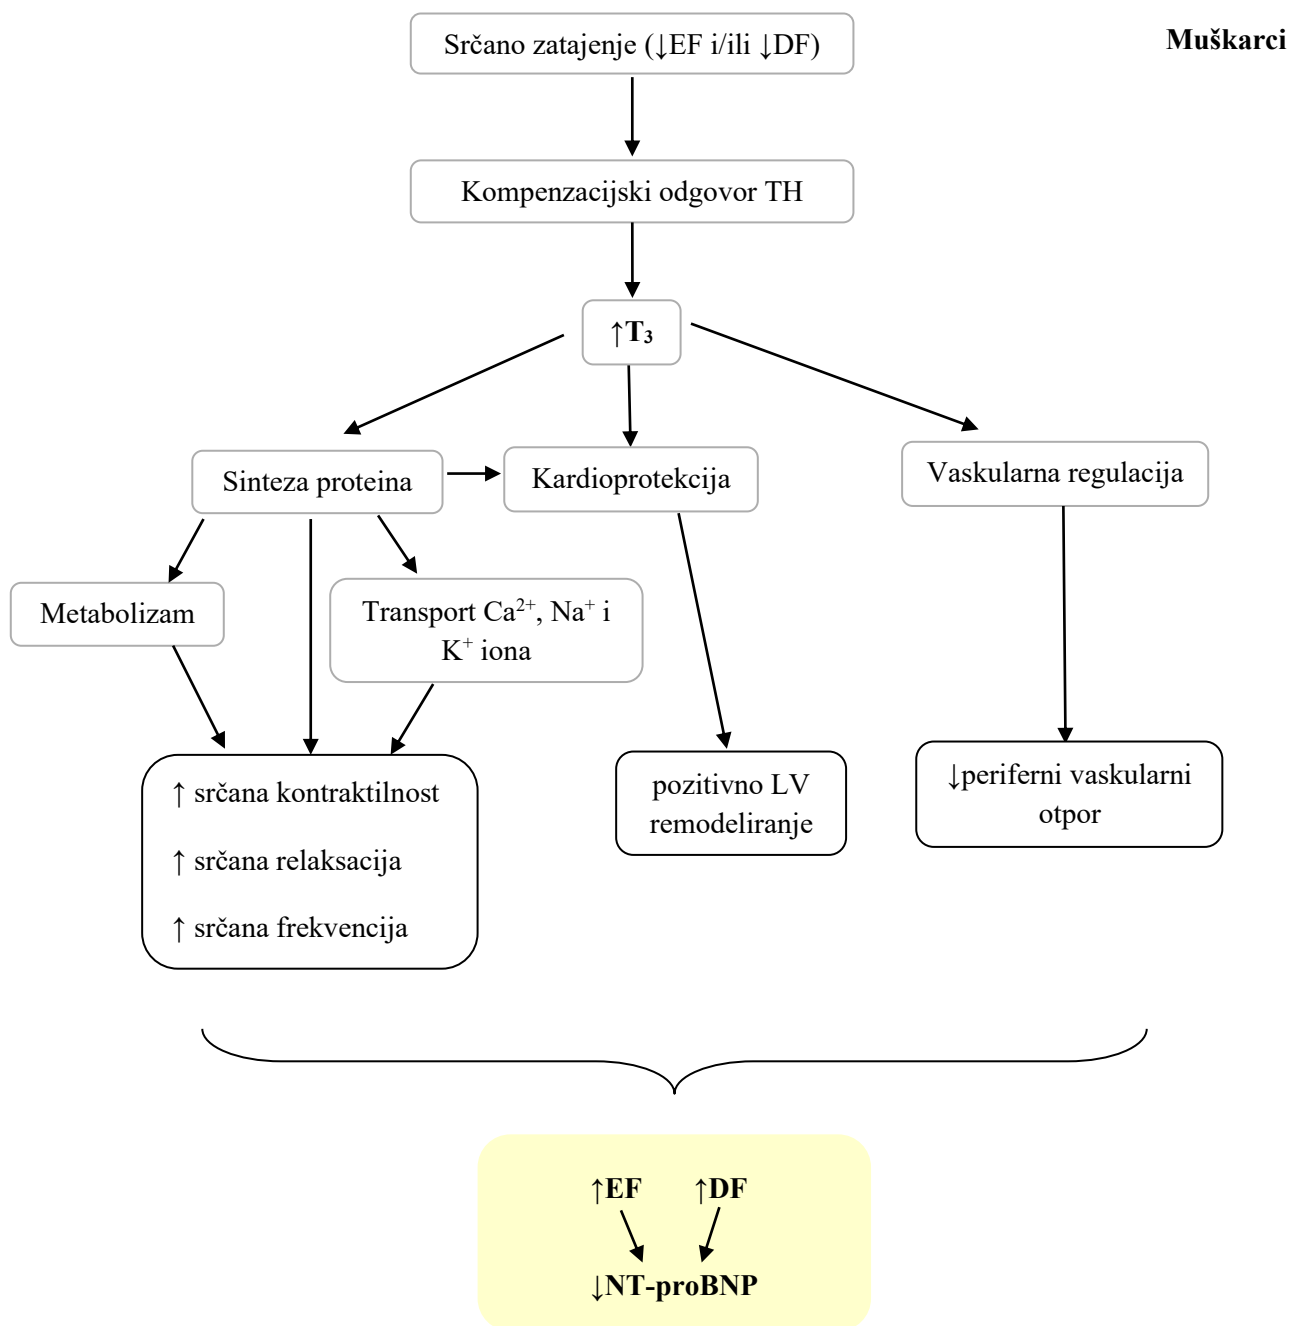 Srčano zatajenje (↓EF i/ili ↓DF)
Muškarci
Kompenzacijski odgovor TH
↑T₃
Sinteza proteina
Kardioprotekcija
Vaskularna regulacija
Metabolizam
Transport Ca²⁺, Na⁺ i
K⁺ iona
↑ srčana kontraktilnost
↑ srčana relaksacija
↑ srčana frekvencija
pozitivno LV
remodeliranje
↓periferni vaskularni
otpor
↑EF ↑DF
↓NT-proBNP